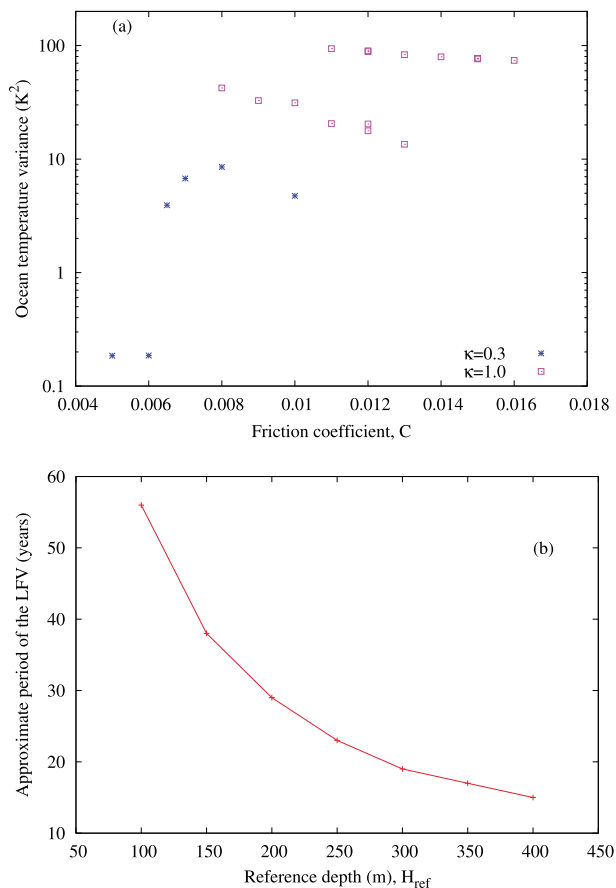 (a)
Ocean temperature variance (K²)
100
10
1
0.1
κ=0.3
κ=1.0
0.004 0.006 0.008 0.01 0.012 0.014 0.016 0.018
Friction coefficient, C
(b)
Approximate period of the LFV (years)
60
50
40
30
20
10
50 100 150 200 250 300 350 400 450
Reference depth (m), H_ref